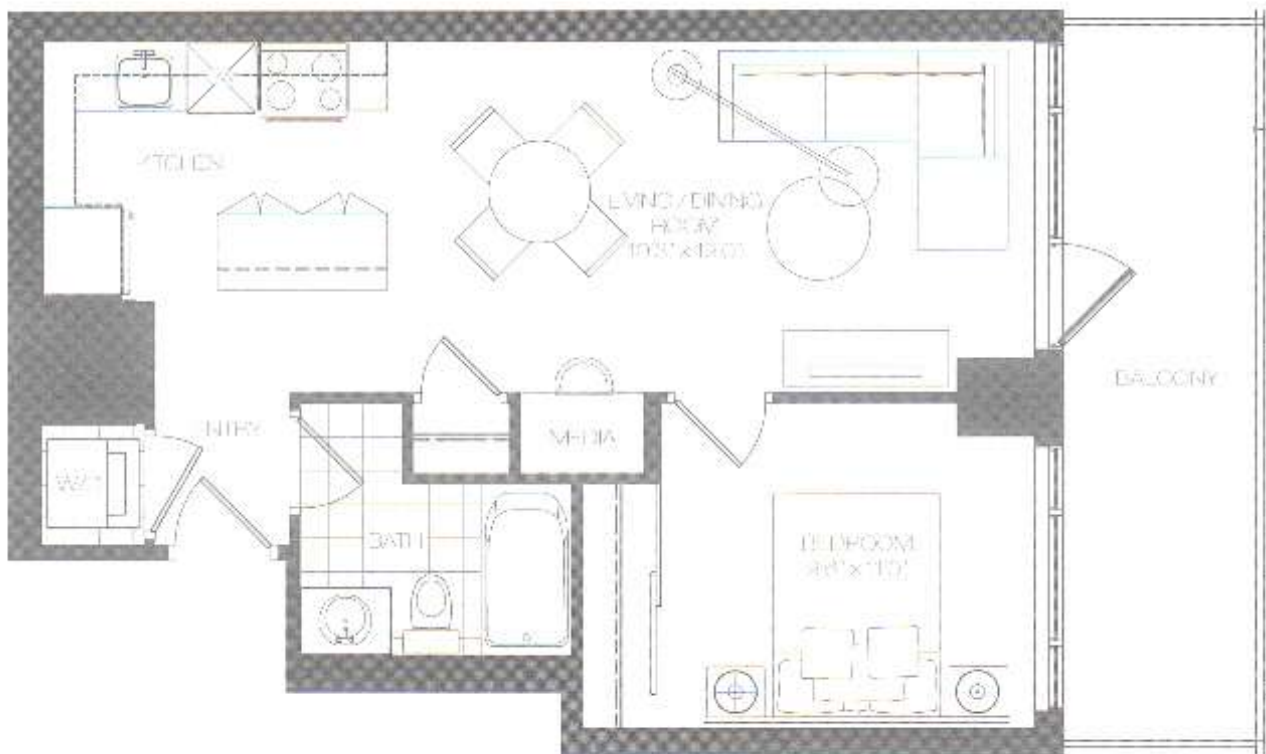 KITCHEN
LIVING / DINING
ROOM
ENTRY
MEDIA
BATH
BEDROOM
BALCONY